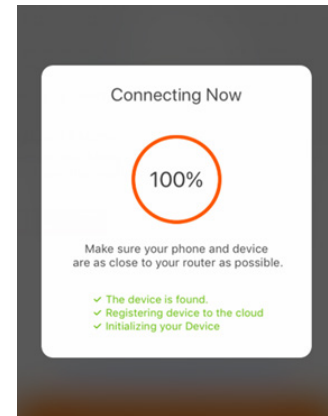 Connecting Now
100%
Make sure your phone and device
are as close to your router as possible.
✓ The device is found.
✓ Registering device to the cloud
✓ Initializing your Device